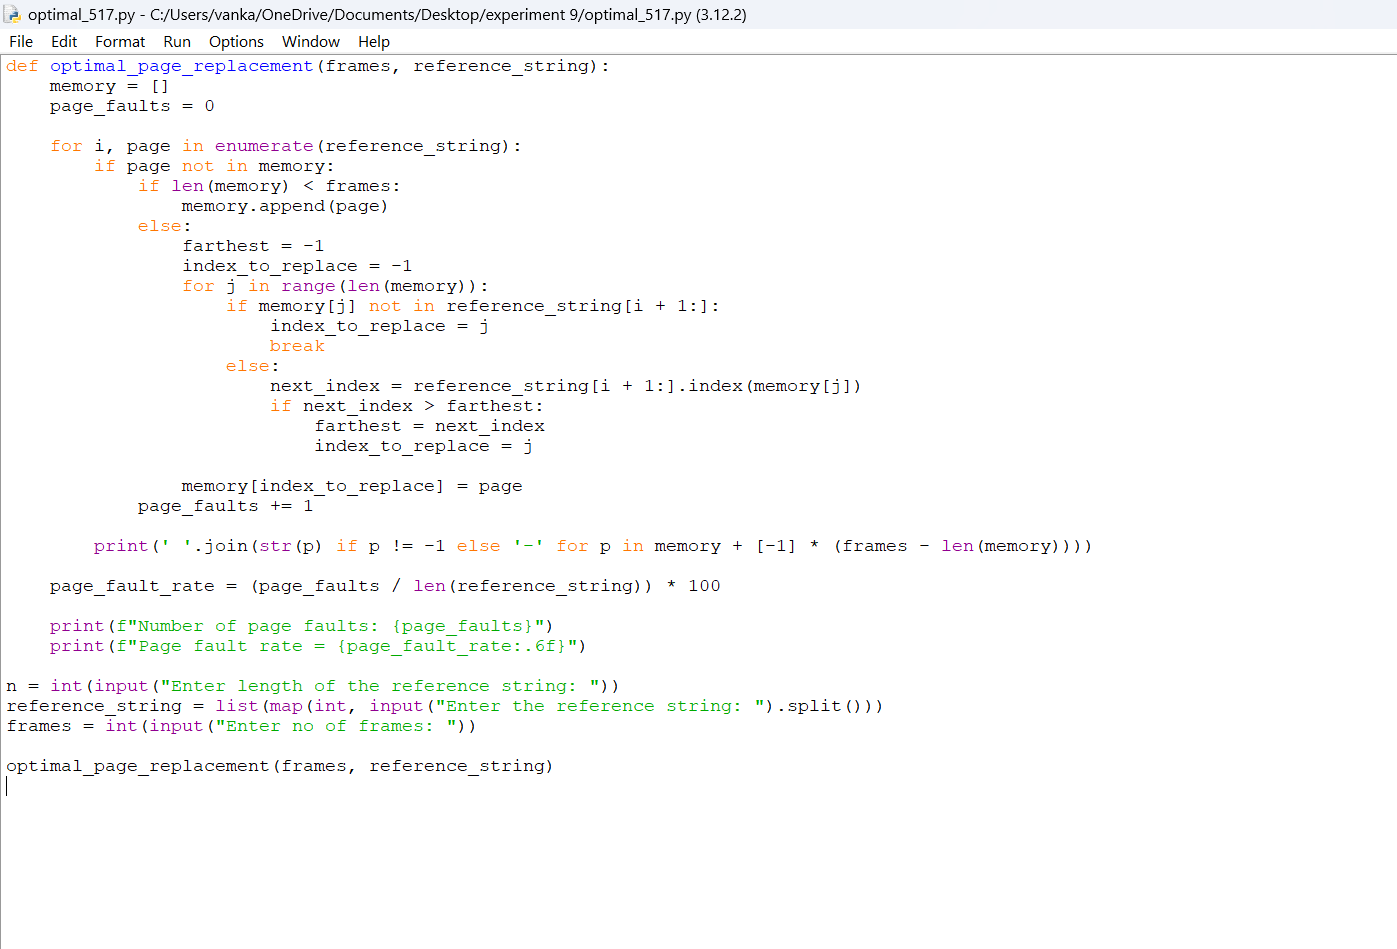 optimal_517.py - C:/Users/vanka/OneDrive/Documents/Desktop/experiment 9/optimal_517.py (3.12.2)
File Edit Format Run Options Window Help
def optimal_page_replacement(frames, reference_string):
    memory = []
    page_faults = 0

    for i, page in enumerate(reference_string):
        if page not in memory:
            if len(memory) < frames:
                memory.append(page)
            else:
                farthest = -1
                index_to_replace = -1
                for j in range(len(memory)):
                    if memory[j] not in reference_string[i + 1:]:
                        index_to_replace = j
                        break
                    else:
                        next_index = reference_string[i + 1:].index(memory[j])
                        if next_index > farthest:
                            farthest = next_index
                            index_to_replace = j

                memory[index_to_replace] = page
            page_faults += 1

        print(' '.join(str(p) if p != -1 else '-' for p in memory + [-1] * (frames - len(memory))))

    page_fault_rate = (page_faults / len(reference_string)) * 100

    print(f"Number of page faults: {page_faults}")
    print(f"Page fault rate = {page_fault_rate:.6f}")

n = int(input("Enter length of the reference string: "))
reference_string = list(map(int, input("Enter the reference string: ").split()))
frames = int(input("Enter no of frames: "))

optimal_page_replacement(frames, reference_string)